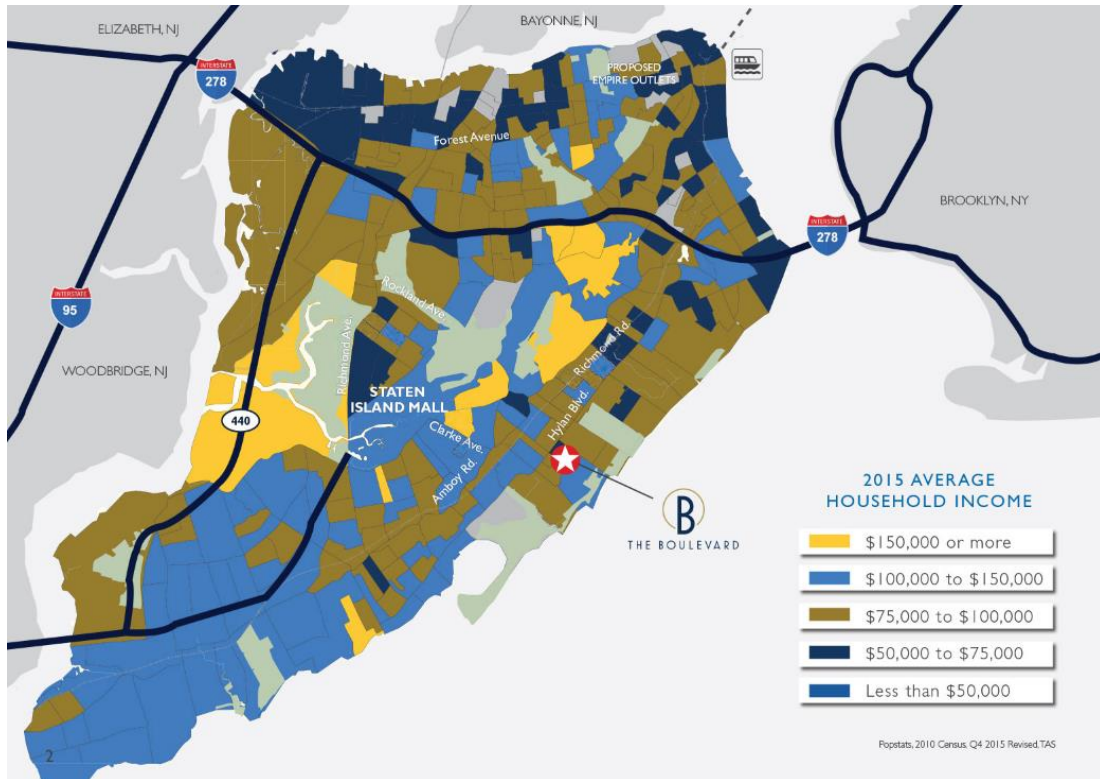 ELIZABETH, NJ
BAYONNE, NJ
INTERSTATE
278
PROPOSED
EMPIRE OUTLETS
Forest Avenue
BROOKLYN, NY
INTERSTATE
278
Rockland Ave.
INTERSTATE
95
Richmond Ave.
Richmond Rd.
WOODBRIDGE, NJ
STATEN
ISLAND MALL
440
Hylan Blvd.
Clarke Ave.
Amboy Rd.
B
THE BOULEVARD
2015 AVERAGE
HOUSEHOLD INCOME
$150,000 or more
$100,000 to $150,000
$75,000 to $100,000
$50,000 to $75,000
Less than $50,000
Popstats, 2010 Census, Q4 2015 Revised, TAS
2